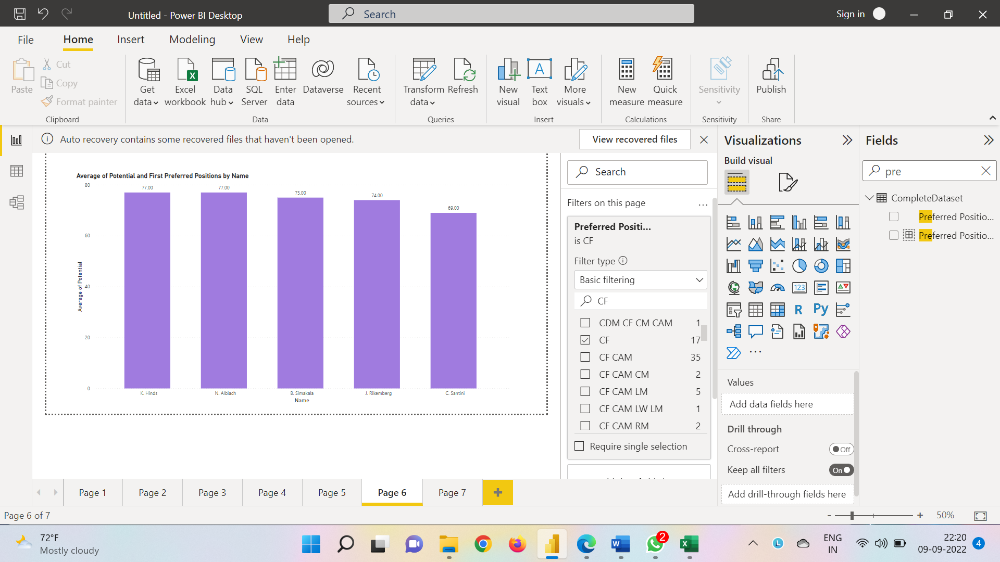 Untitled - Power BI Desktop
Search
Sign in
File
Home
Insert
Modeling
View
Help
Paste
Cut
Copy
Format painter
Clipboard
Get data
Excel workbook
Data hub
SQL Server
Enter data
Dataverse
Recent sources
Data
Transform data
Refresh
Queries
New visual
Text box
More visuals
Insert
New measure
Quick measure
Calculations
Sensitivity
Sensitivity
Publish
Share
Auto recovery contains some recovered files that haven't been opened.
View recovered files
Average of Potential and First Preferred Positions by Name
80
60
40
20
0
Average of Potential
77.00
77.00
75.00
74.00
69.00
K. Hinds
N. Albiach
B. Simakala
J. Rikemberg
C. Santini
Name
Search
Filters on this page
...
Preferred Positi...
is CF
Filter type
Basic filtering
CF
CDM CF CM CAM 1
CF 17
CF CAM 35
CF CAM CM 2
CF CAM LM 5
CF CAM LW LM 1
CF CAM RM 2
Require single selection
Visualizations
Build visual
123
R
Py
...
Values
Add data fields here
Drill through
Cross-report
Off
Keep all filters
On
Add drill-through fields here
Fields
pre
CompleteDataset
Preferred Positio...
Preferred Positio...
Page 1
Page 2
Page 3
Page 4
Page 5
Page 6
Page 7
+
Page 6 of 7
- + 50%
72°F
Mostly cloudy
2
ENG
IN
22:20
09-09-2022
4